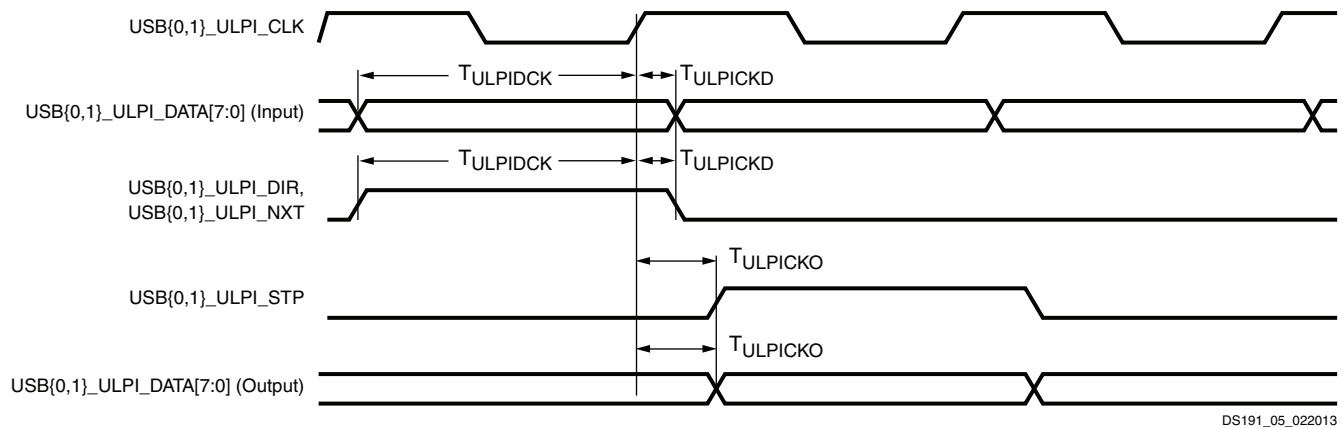 USB{0,1}_ULPI_CLK
TULPIDCK TULPICKD
USB{0,1}_ULPI_DATA[7:0] (Input)
TULPIDCK TULPICKD
USB{0,1}_ULPI_DIR,
USB{0,1}_ULPI_NXT
TULPICKO
USB{0,1}_ULPI_STP
TULPICKO
USB{0,1}_ULPI_DATA[7:0] (Output)
DS191_05_022013